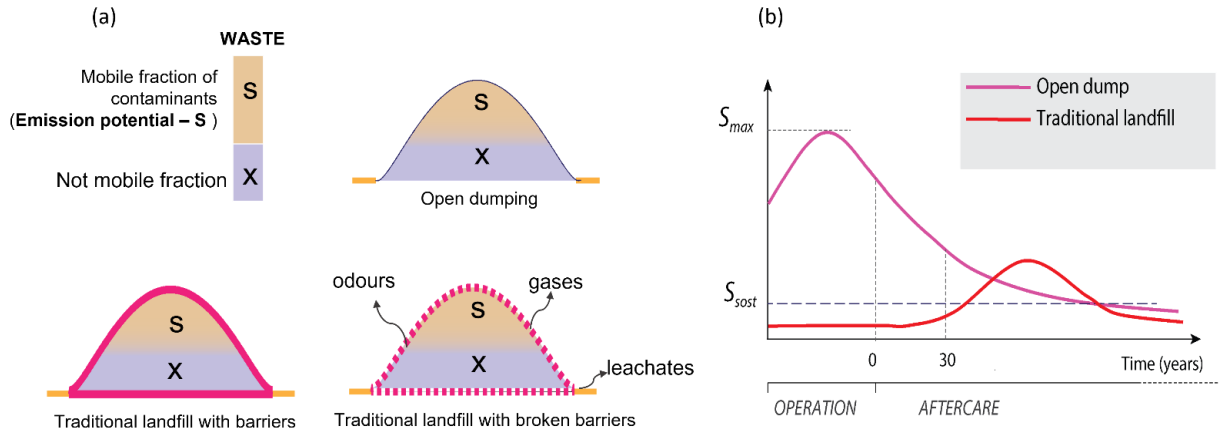 (a)
WASTE
Mobile fraction of
contaminants
(Emission potential – S )
S
Not mobile fraction
X
S
X
Open dumping
S
X
Traditional landfill with barriers
odours
gases
S
X
leachates
Traditional landfill with broken barriers
(b)
Open dump
Traditional landfill
Smax
Ssost
0
30
Time (years)
OPERATION
AFTERCARE